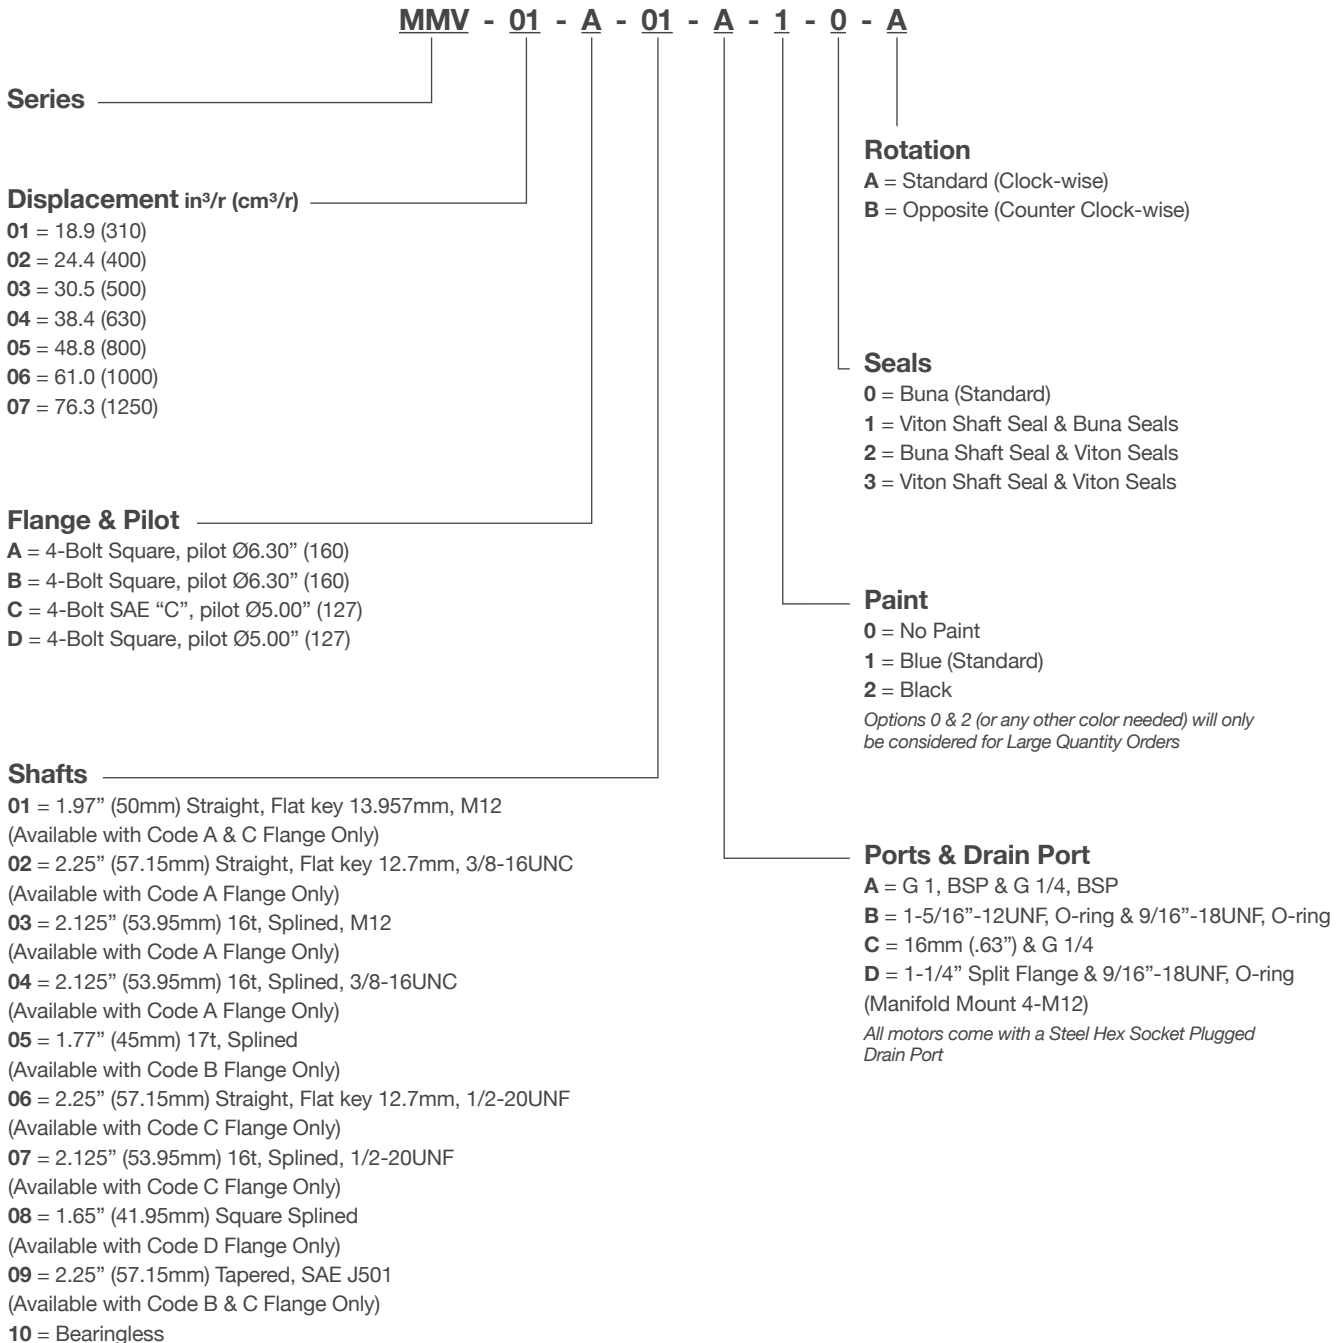 MMV - 01 - A - 01 - A - 1 - 0 - A
Series
Displacement in³/r (cm³/r)
01 = 18.9 (310)
02 = 24.4 (400)
03 = 30.5 (500)
04 = 38.4 (630)
05 = 48.8 (800)
06 = 61.0 (1000)
07 = 76.3 (1250)
Flange & Pilot
A = 4-Bolt Square, pilot Ø6.30” (160)
B = 4-Bolt Square, pilot Ø6.30” (160)
C = 4-Bolt SAE “C”, pilot Ø5.00” (127)
D = 4-Bolt Square, pilot Ø5.00” (127)
Shafts
01 = 1.97” (50mm) Straight, Flat key 13.957mm, M12
(Available with Code A & C Flange Only)
02 = 2.25” (57.15mm) Straight, Flat key 12.7mm, 3/8-16UNC
(Available with Code A Flange Only)
03 = 2.125” (53.95mm) 16t, Splined, M12
(Available with Code A Flange Only)
04 = 2.125” (53.95mm) 16t, Splined, 3/8-16UNC
(Available with Code A Flange Only)
05 = 1.77” (45mm) 17t, Splined
(Available with Code B Flange Only)
06 = 2.25” (57.15mm) Straight, Flat key 12.7mm, 1/2-20UNF
(Available with Code C Flange Only)
07 = 2.125” (53.95mm) 16t, Splined, 1/2-20UNF
(Available with Code C Flange Only)
08 = 1.65” (41.95mm) Square Splined
(Available with Code D Flange Only)
09 = 2.25” (57.15mm) Tapered, SAE J501
(Available with Code B & C Flange Only)
10 = Bearingless
Rotation
A = Standard (Clock-wise)
B = Opposite (Counter Clock-wise)
Seals
0 = Buna (Standard)
1 = Viton Shaft Seal & Buna Seals
2 = Buna Shaft Seal & Viton Seals
3 = Viton Shaft Seal & Viton Seals
Paint
0 = No Paint
1 = Blue (Standard)
2 = Black
Options 0 & 2 (or any other color needed) will only
be considered for Large Quantity Orders
Ports & Drain Port
A = G 1, BSP & G 1/4, BSP
B = 1-5/16”-12UNF, O-ring & 9/16”-18UNF, O-ring
C = 16mm (.63”) & G 1/4
D = 1-1/4” Split Flange & 9/16”-18UNF, O-ring
(Manifold Mount 4-M12)
All motors come with a Steel Hex Socket Plugged
Drain Port